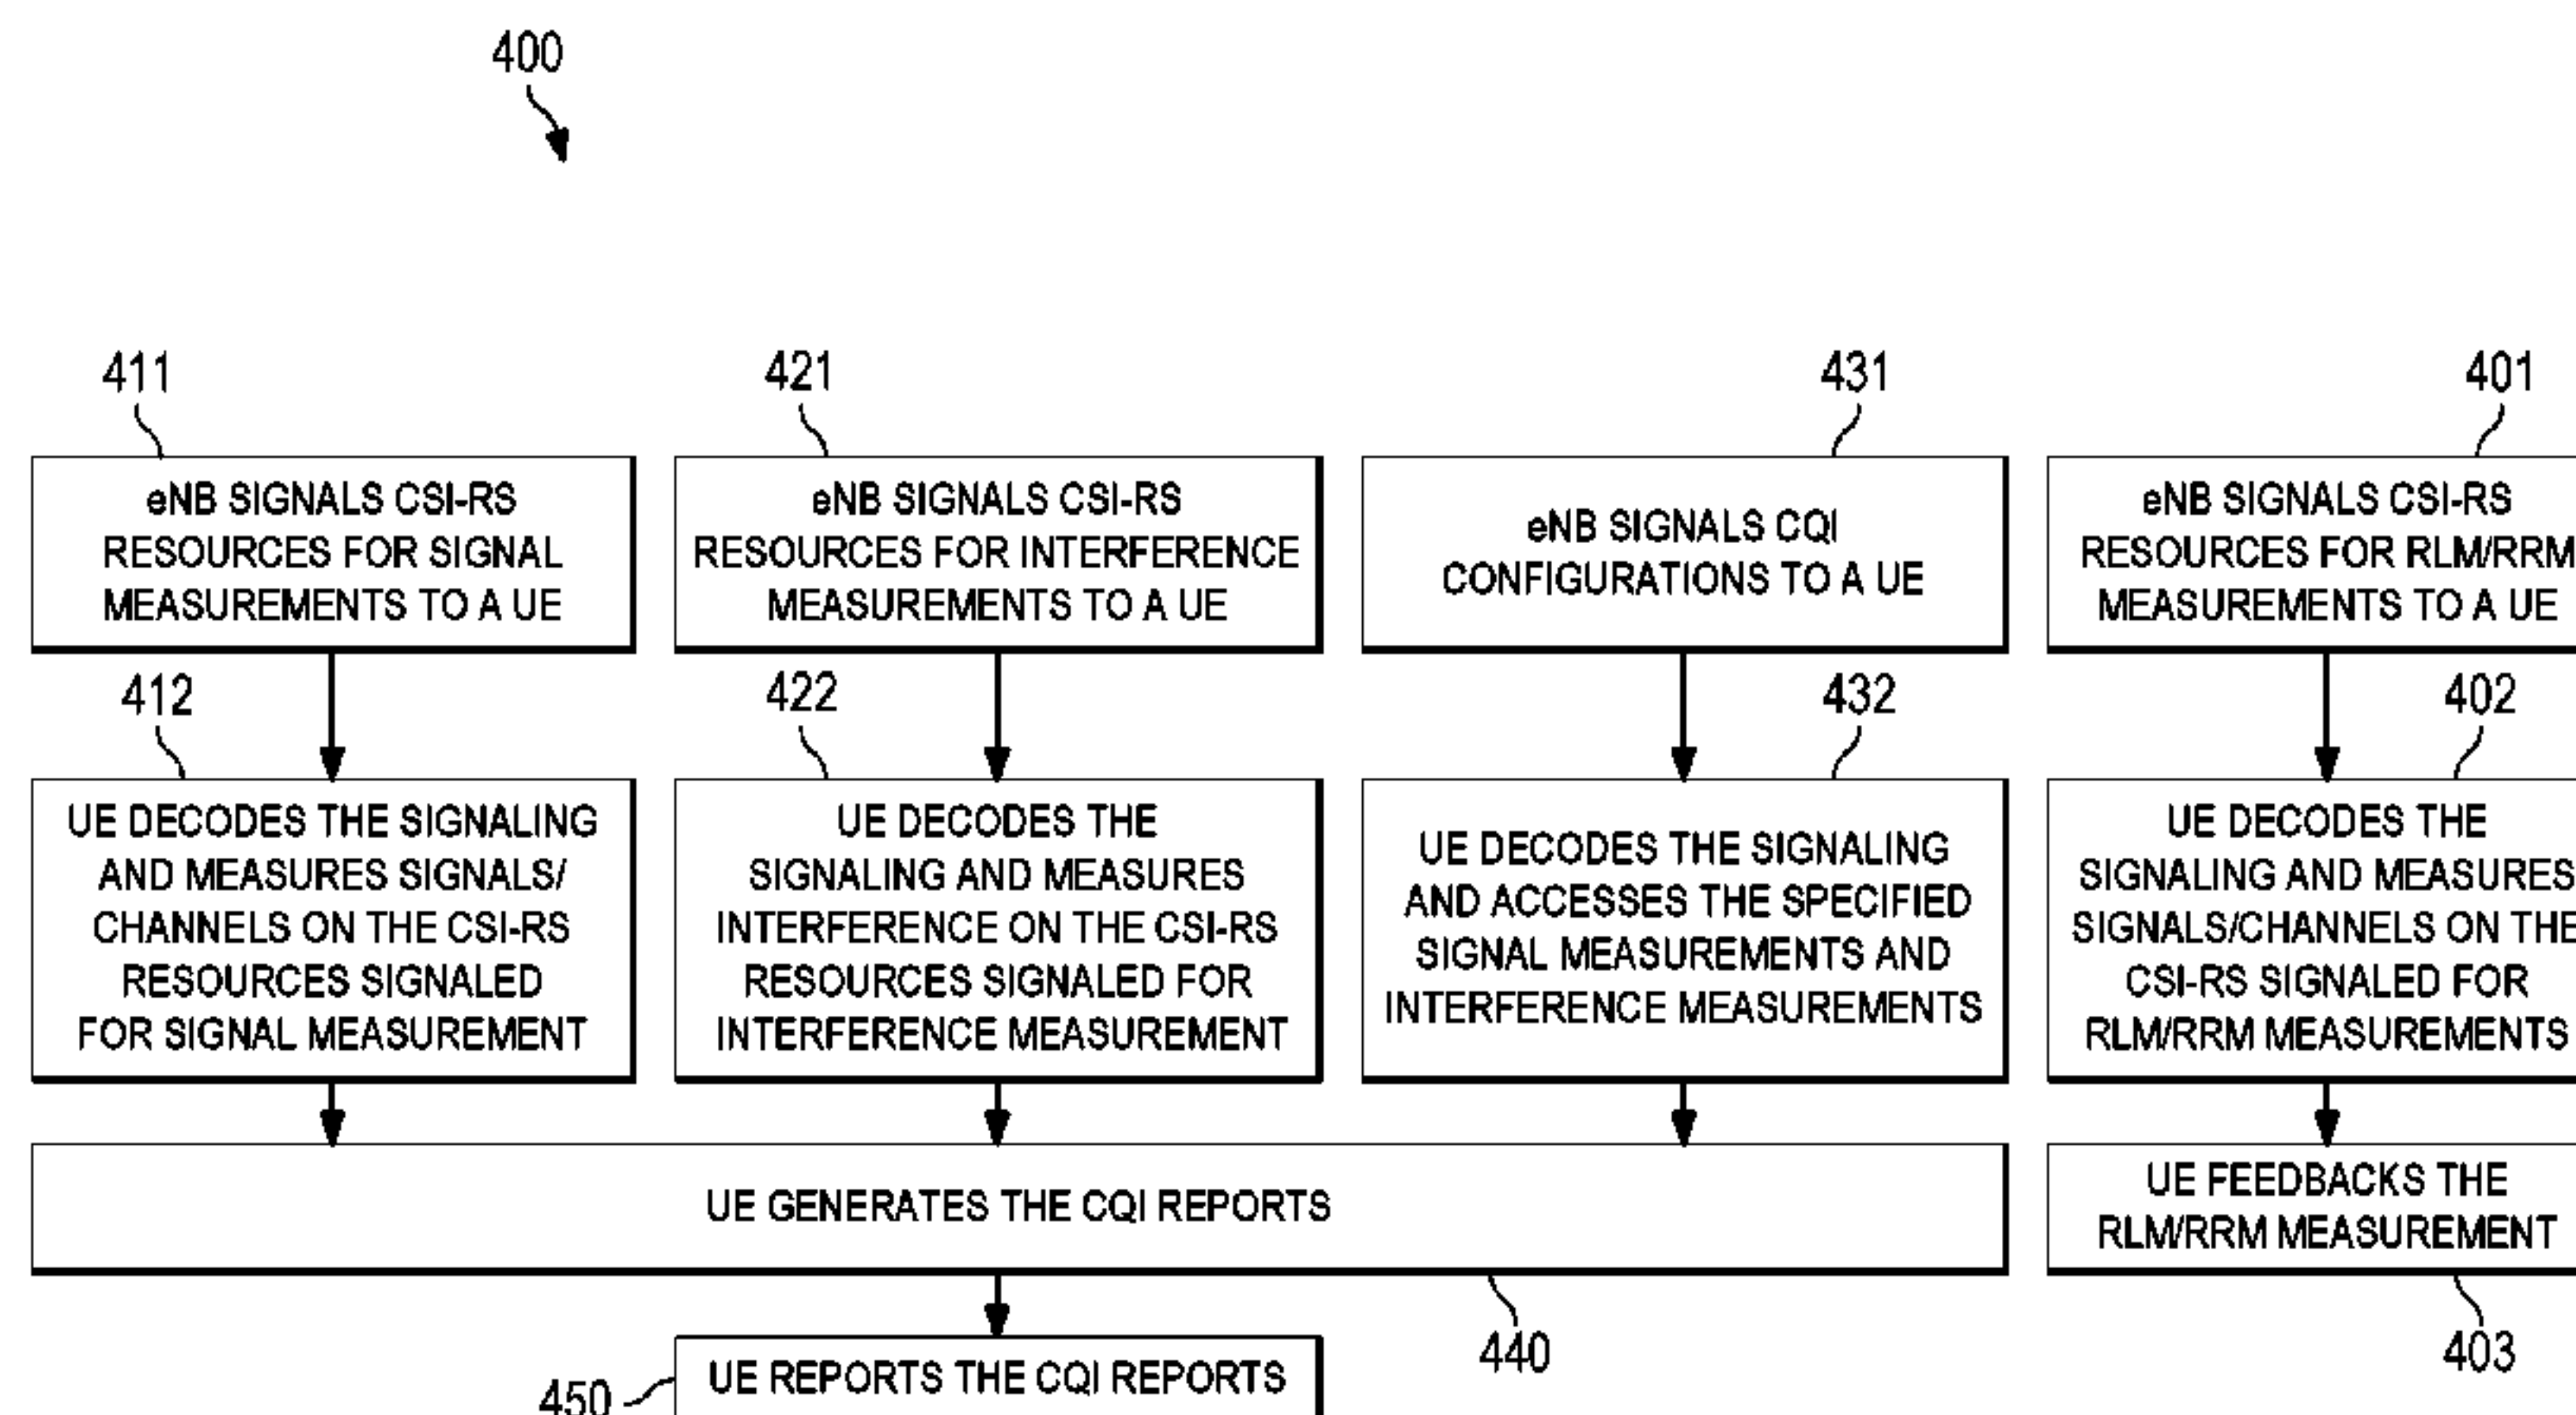 400
411
eNB SIGNALS CSI-RS
RESOURCES FOR SIGNAL
MEASUREMENTS TO A UE
421
eNB SIGNALS CSI-RS
RESOURCES FOR INTERFERENCE
MEASUREMENTS TO A UE
431
eNB SIGNALS CQI
CONFIGURATIONS TO A UE
401
eNB SIGNALS CSI-RS
RESOURCES FOR RLM/RRM
MEASUREMENTS TO A UE
412
UE DECODES THE SIGNALING
AND MEASURES SIGNALS/
CHANNELS ON THE CSI-RS
RESOURCES SIGNALED
FOR SIGNAL MEASUREMENT
422
UE DECODES THE
SIGNALING AND MEASURES
INTERFERENCE ON THE CSI-RS
RESOURCES SIGNALED FOR
INTERFERENCE MEASUREMENT
432
UE DECODES THE SIGNALING
AND ACCESSES THE SPECIFIED
SIGNAL MEASUREMENTS AND
INTERFERENCE MEASUREMENTS
402
UE DECODES THE
SIGNALING AND MEASURES
SIGNALS/CHANNELS ON THE
CSI-RS SIGNALED FOR
RLM/RRM MEASUREMENTS
UE GENERATES THE CQI REPORTS
440
UE FEEDBACKS THE
RLM/RRM MEASUREMENT
403
450
UE REPORTS THE CQI REPORTS